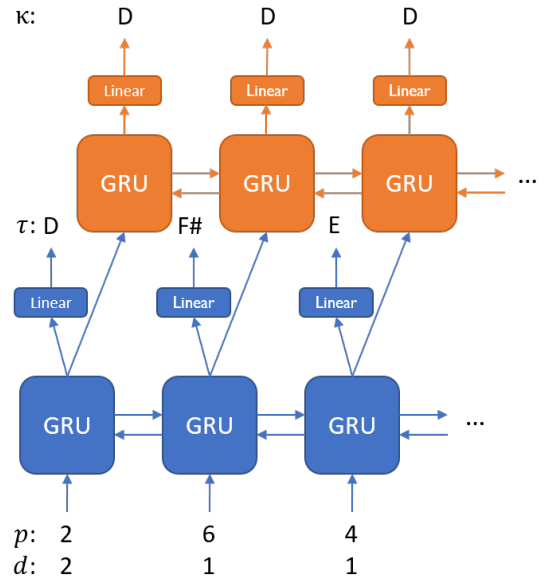 κ: D D D
Linear Linear Linear
GRU GRU GRU
...
τ: D F# E
Linear Linear Linear
GRU GRU GRU
...
p: 2 6 4
d: 2 1 1